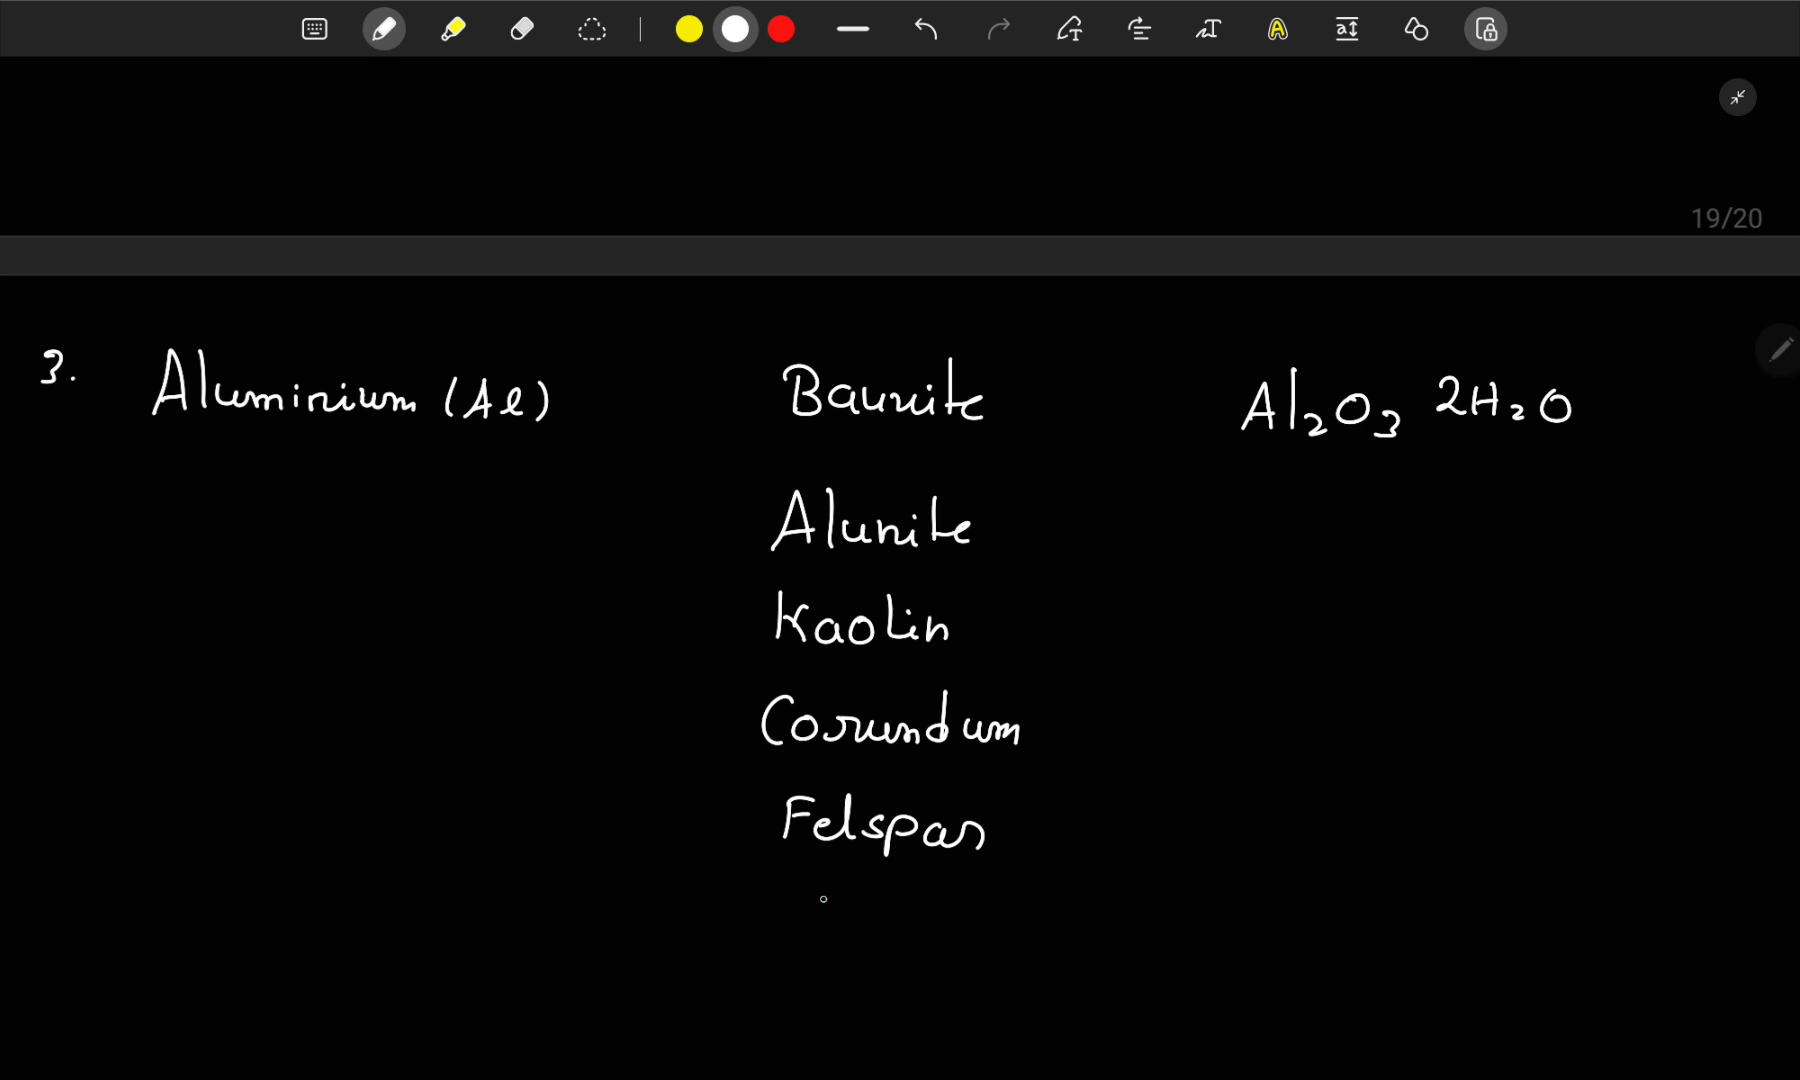 19/20
3. Aluminium (Al) Bauxite Al₂O₃ 2H₂O
Alunite
Kaolin
Corundum
Felspar